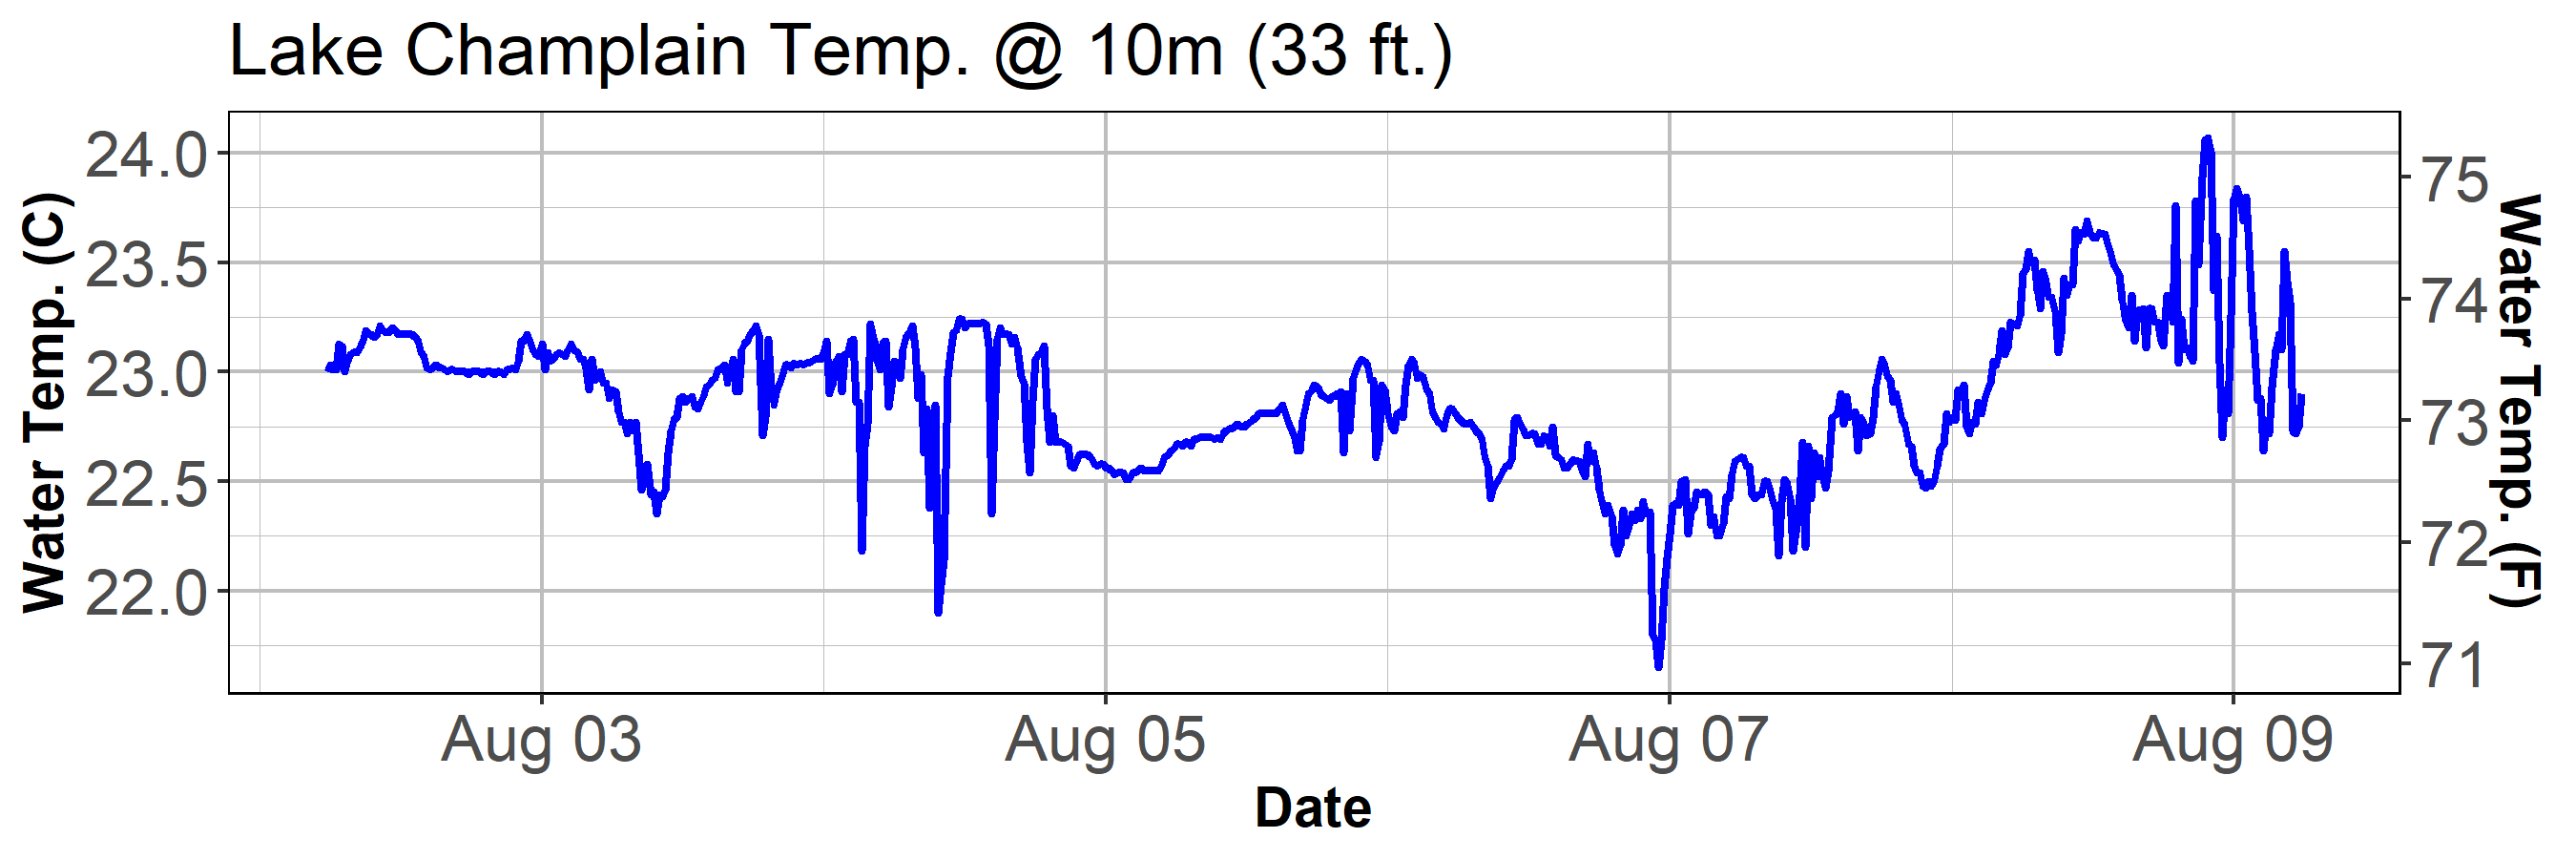 Lake Champlain Temp. @ 10m (33 ft.)
Water Temp. (C)
24.0
23.5
23.0
22.5
22.0
75
74
73
72
71
Water Temp. (F)
Aug 03 Aug 05 Aug 07 Aug 09
Date